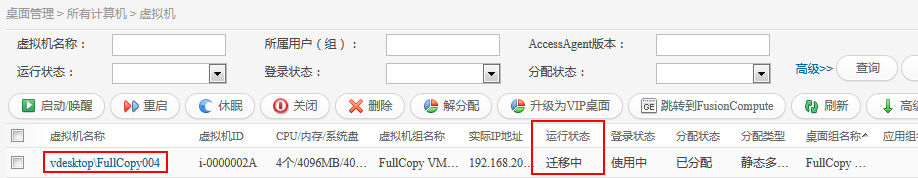 桌面管理 > 所有计算机 > 虚拟机
虚拟机名称： 所属用户（组）： AccessAgent版本：
运行状态： 登录状态： 分配状态： 高级>> 查询
启动/唤醒 重启 休眠 关闭 删除 解分配 升级为VIP桌面 跳转到FusionCompute 刷新 高级
虚拟机名称 虚拟机ID CPU/内存/系统盘 虚拟机组名称 实际IP地址 运行状态 登录状态 分配状态 分配类型 桌面组名称 应用组
vdesktop\FullCopy004 i-0000002A 4个/4096MB/40... FullCopy VM... 192.168.20... 迁移中 使用中 已分配 静态多... FullCopy ...